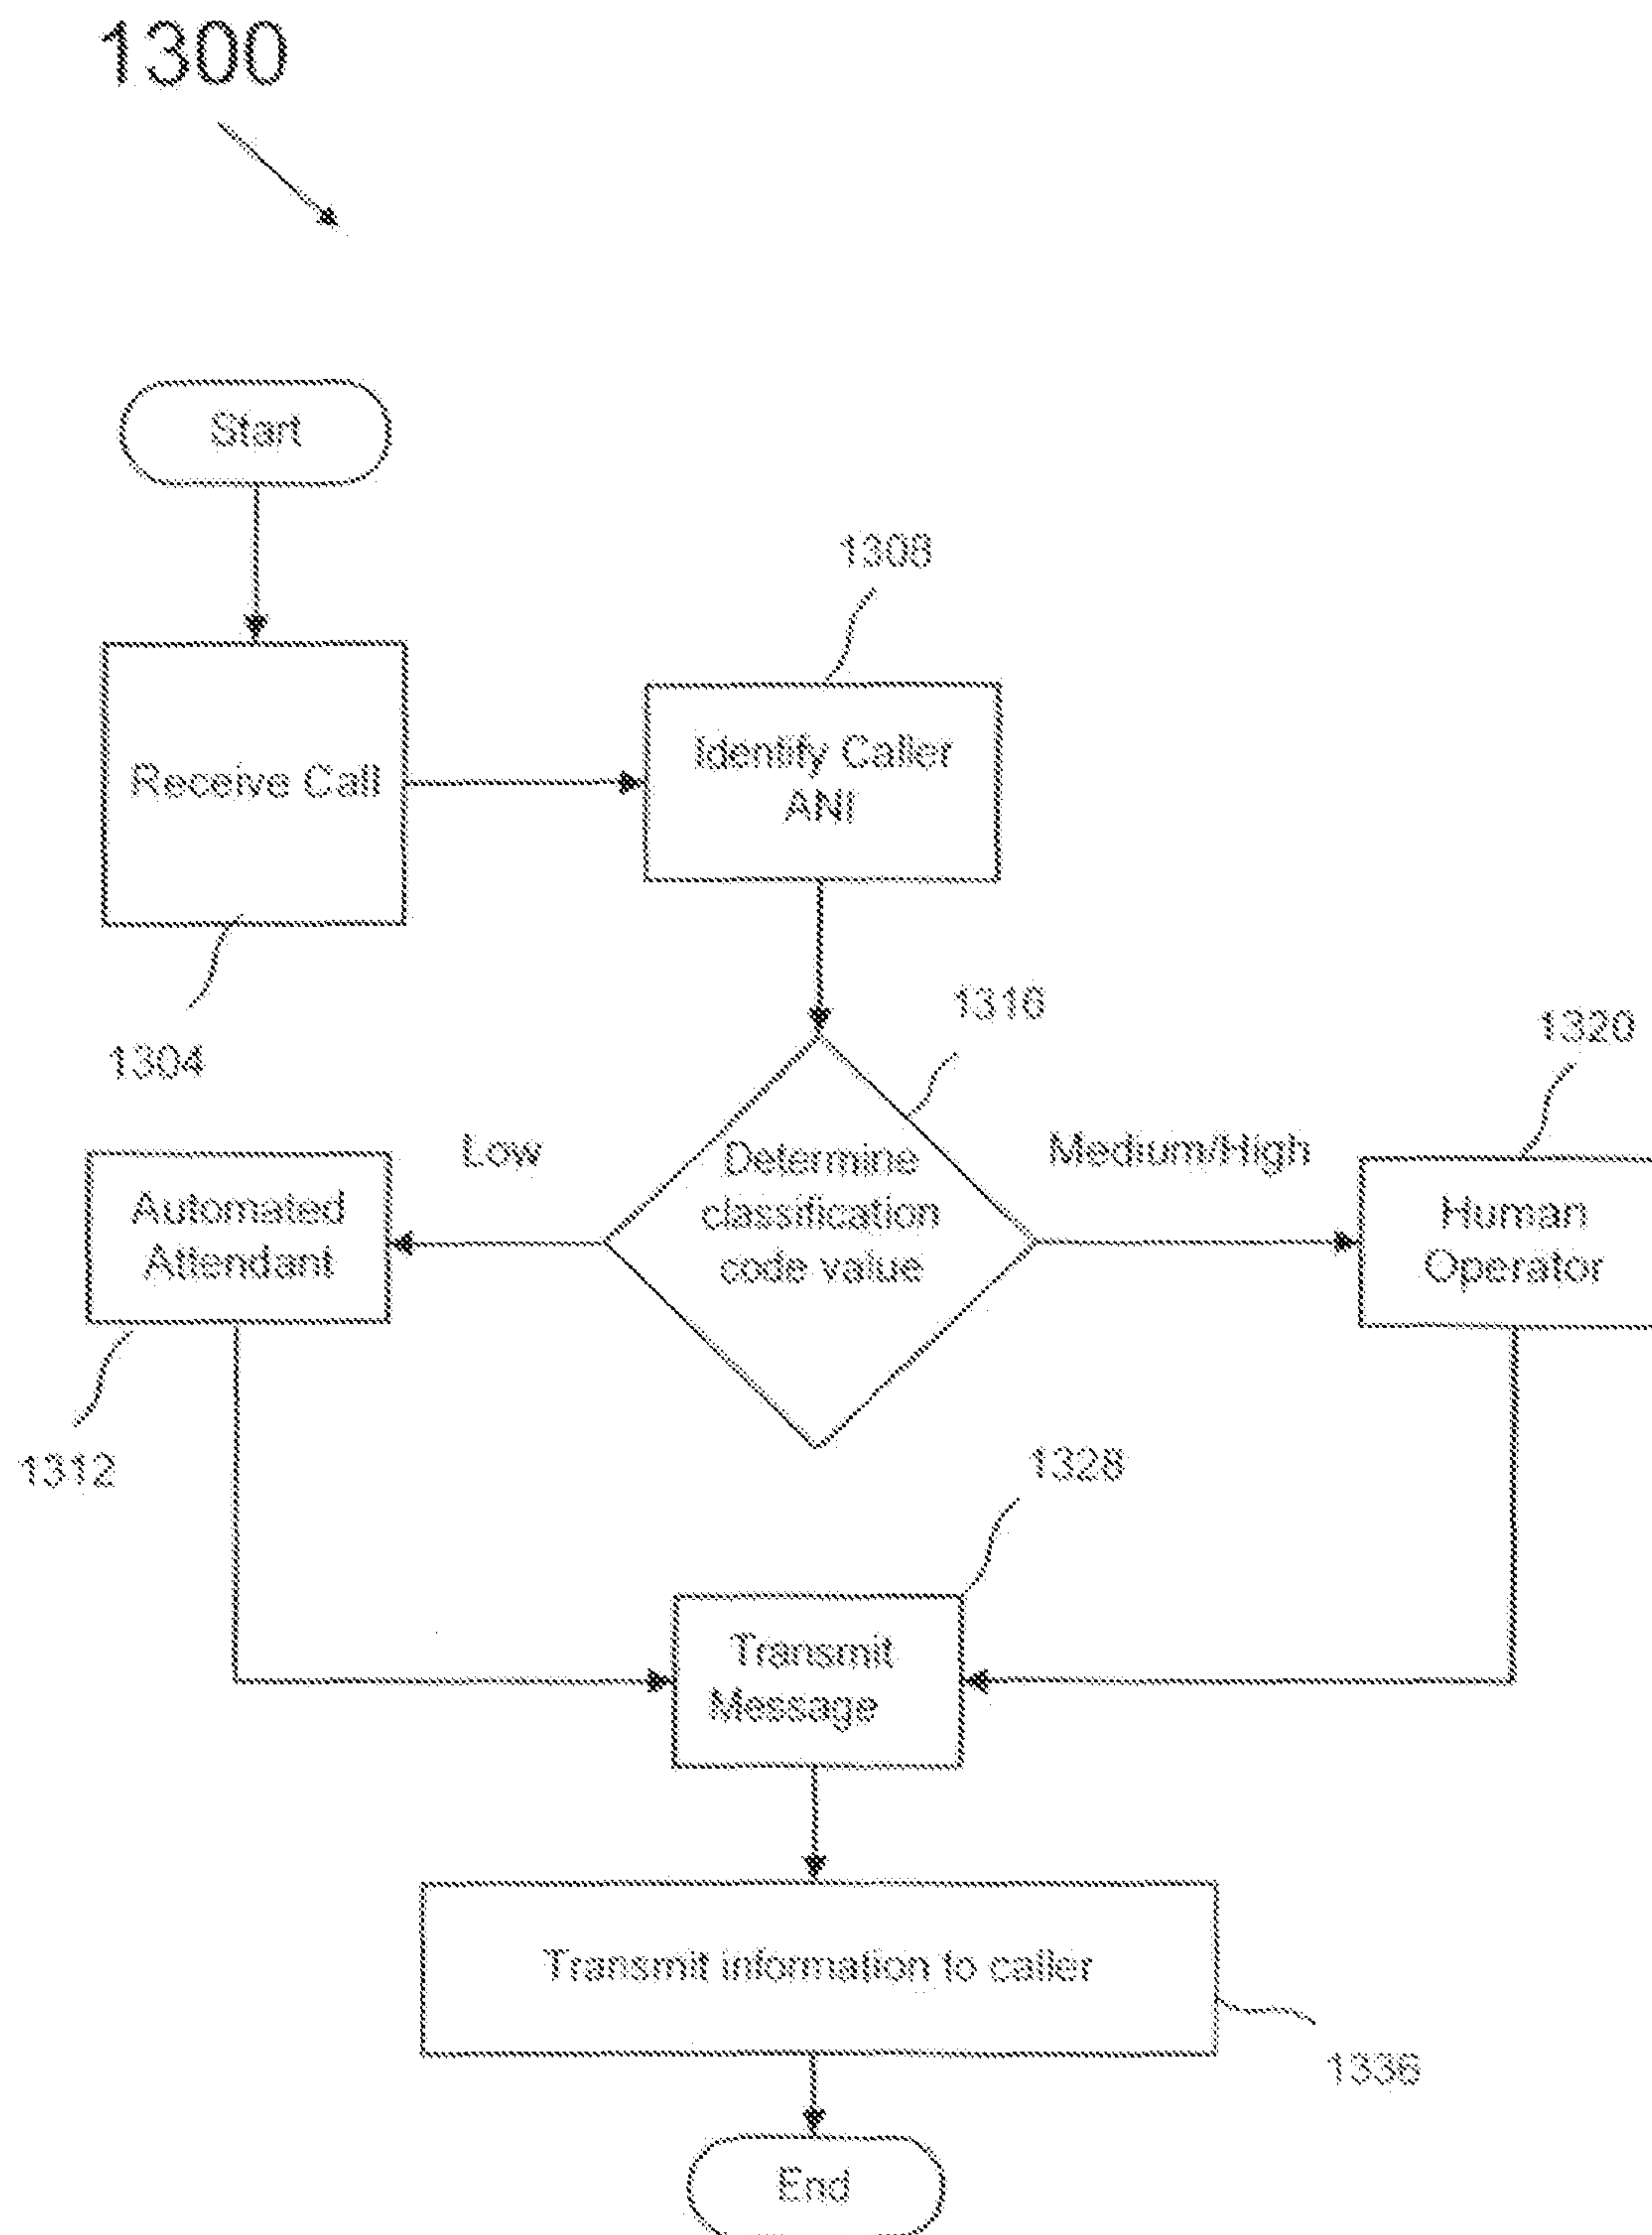 1300
Start
1308
Receive Call
Identify Caller
ANI
1304
1316
1320
Low
Medium/High
Automated
Attendant
Determine
classification
code value
Human
Operator
1312
1328
Transmit
Message
Transmit information to caller
1336
End